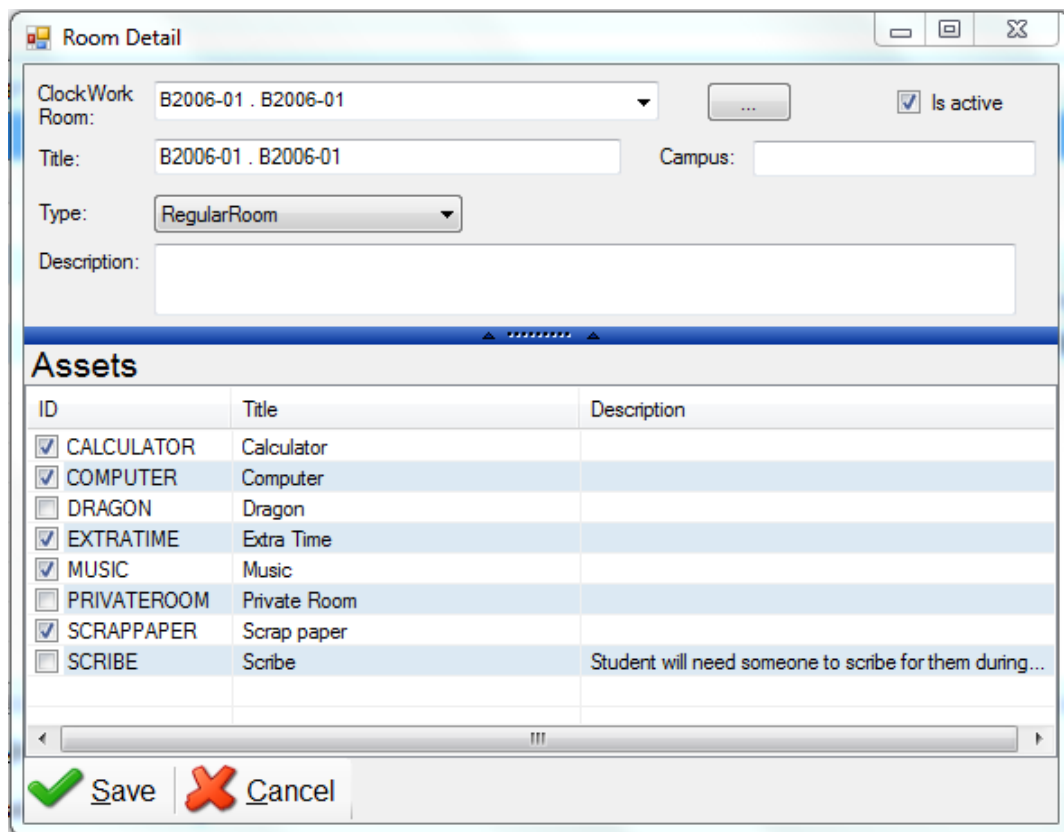 Room Detail
ClockWork Room: B2006-01 . B2006-01 ... Is active
Title: B2006-01 . B2006-01 Campus:
Type: RegularRoom
Description:
Assets
ID Title Description
CALCULATOR Calculator
COMPUTER Computer
DRAGON Dragon
EXTRATIME Extra Time
MUSIC Music
PRIVATEROOM Private Room
SCRAPPAPER Scrap paper
SCRIBE Scribe Student will need someone to scribe for them during...
Save Cancel